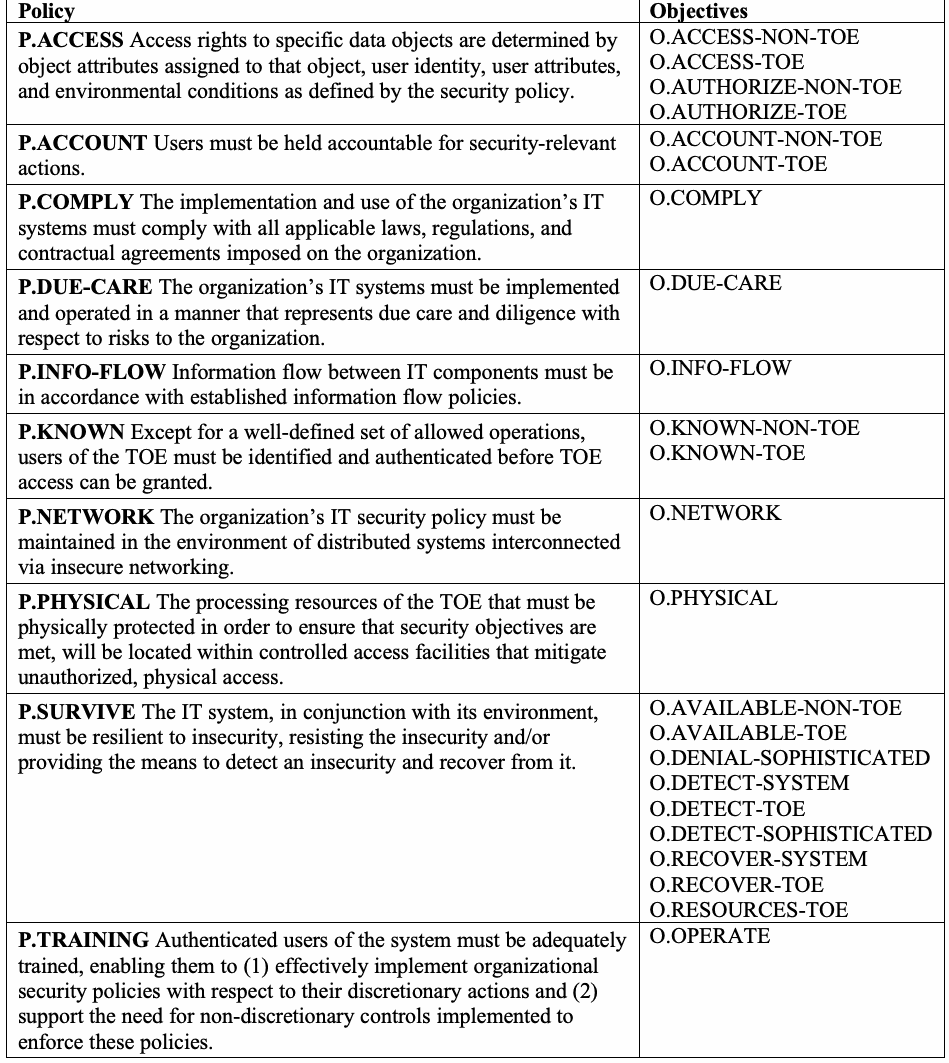 Policy
Objectives
P.ACCESS Access rights to specific data objects are determined by
object attributes assigned to that object, user identity, user attributes,
and environmental conditions as defined by the security policy.
O.ACCESS-NON-TOE
O.ACCESS-TOE
O.AUTHORIZE-NON-TOE
O.AUTHORIZE-TOE
P.ACCOUNT Users must be held accountable for security-relevant
actions.
O.ACCOUNT-NON-TOE
O.ACCOUNT-TOE
P.COMPLY The implementation and use of the organization’s IT
systems must comply with all applicable laws, regulations, and
contractual agreements imposed on the organization.
O.COMPLY
P.DUE-CARE The organization’s IT systems must be implemented
and operated in a manner that represents due care and diligence with
respect to risks to the organization.
O.DUE-CARE
P.INFO-FLOW Information flow between IT components must be
in accordance with established information flow policies.
O.INFO-FLOW
P.KNOWN Except for a well-defined set of allowed operations,
users of the TOE must be identified and authenticated before TOE
access can be granted.
O.KNOWN-NON-TOE
O.KNOWN-TOE
P.NETWORK The organization’s IT security policy must be
maintained in the environment of distributed systems interconnected
via insecure networking.
O.NETWORK
P.PHYSICAL The processing resources of the TOE that must be
physically protected in order to ensure that security objectives are
met, will be located within controlled access facilities that mitigate
unauthorized, physical access.
O.PHYSICAL
P.SURVIVE The IT system, in conjunction with its environment,
must be resilient to insecurity, resisting the insecurity and/or
providing the means to detect an insecurity and recover from it.
O.AVAILABLE-NON-TOE
O.AVAILABLE-TOE
O.DENIAL-SOPHISTICATED
O.DETECT-SYSTEM
O.DETECT-TOE
O.DETECT-SOPHISTICATED
O.RECOVER-SYSTEM
O.RECOVER-TOE
O.RESOURCES-TOE
P.TRAINING Authenticated users of the system must be adequately
trained, enabling them to (1) effectively implement organizational
security policies with respect to their discretionary actions and (2)
support the need for non-discretionary controls implemented to
enforce these policies.
O.OPERATE